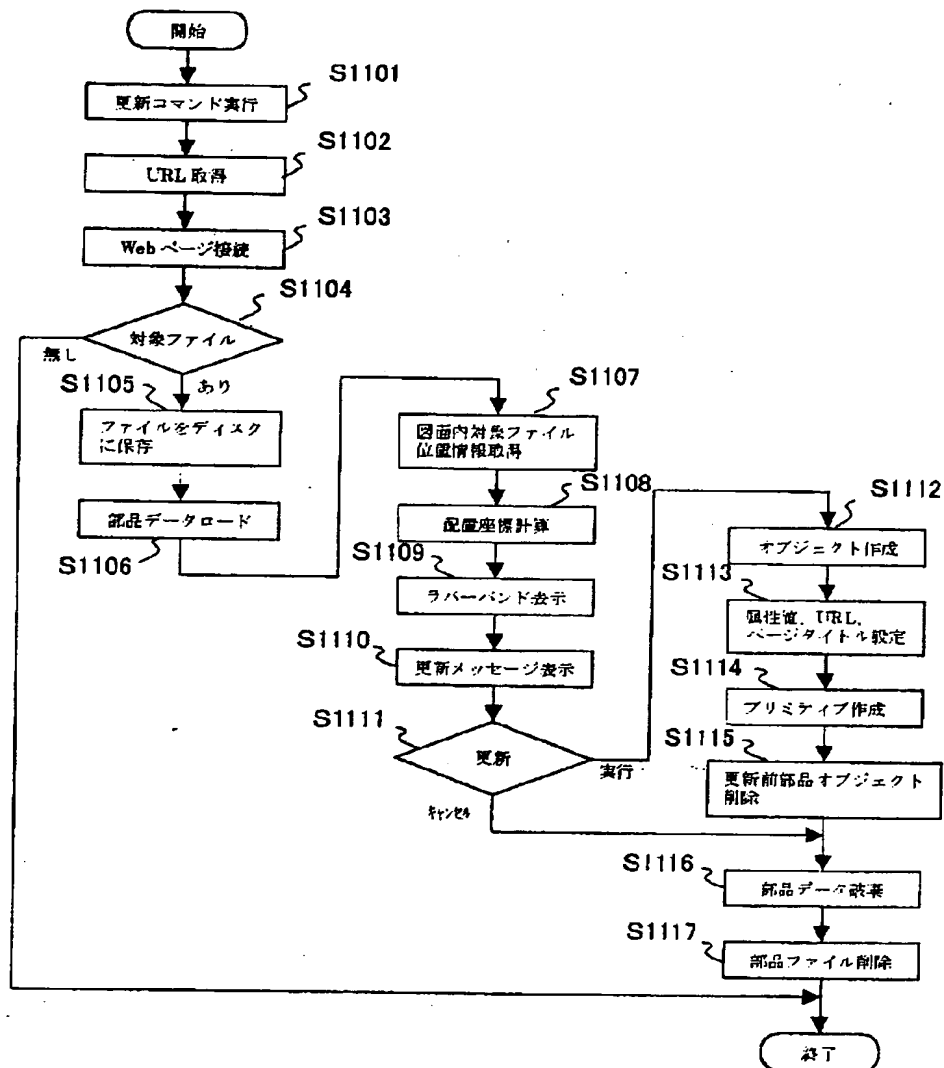 開始
S1101
更新コマンド実行
S1102
URL 取得
S1103
Web ページ接続
S1104
対象ファイル
無し
あり
S1105
ファイルをディスク
に保存
部品データロード
S1106
S1107
図面内対象ファイル
位置情報取得
S1108
配置座標計算
S1109
ラバーバンド表示
S1110
更新メッセージ表示
S1111
更新
実行
キャンセル
S1112
オブジェクト作成
S1113
属性値、URL、
ページタイトル設定
S1114
プリミティブ作成
S1115
更新前部品オブジェクト
削除
S1116
部品データ破棄
S1117
部品ファイル削除
終了